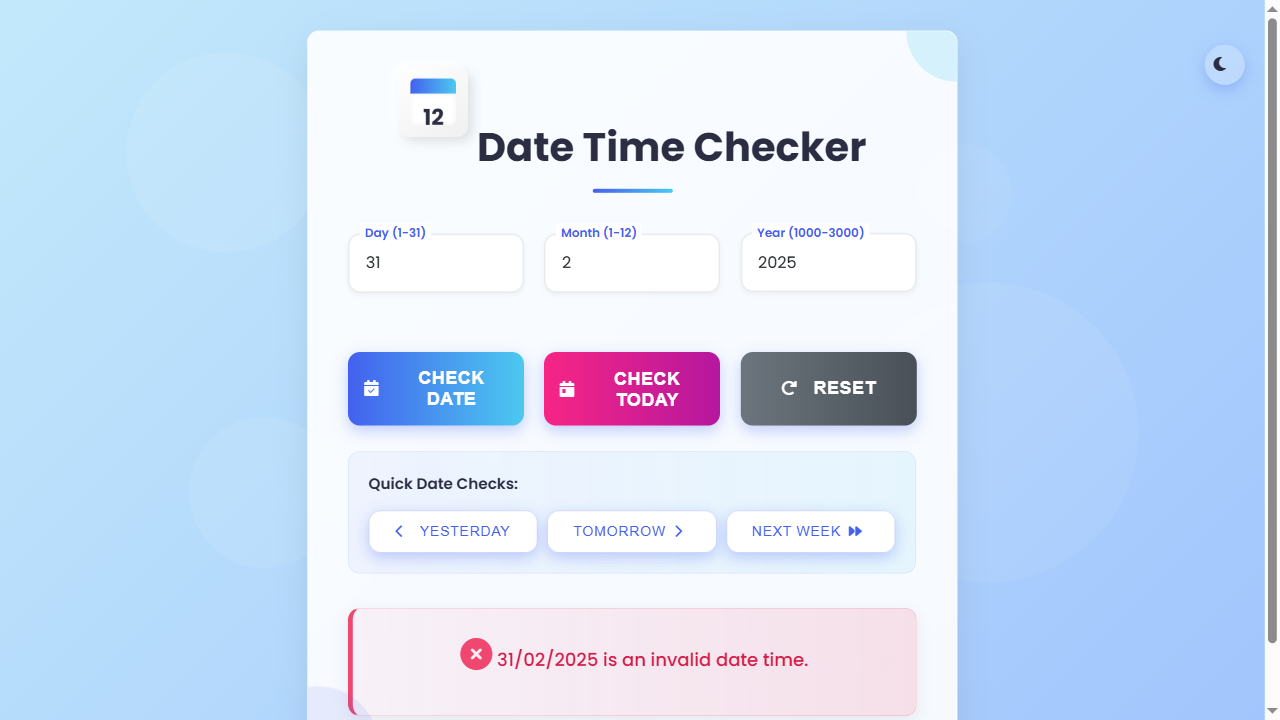 12
Date Time Checker
Day (1-31)
Month (1-12)
Year (1000-3000)
31
2
2025
CHECK
DATE
CHECK
TODAY
RESET
Quick Date Checks:
YESTERDAY
TOMORROW
NEXT WEEK
31/02/2025 is an invalid date time.